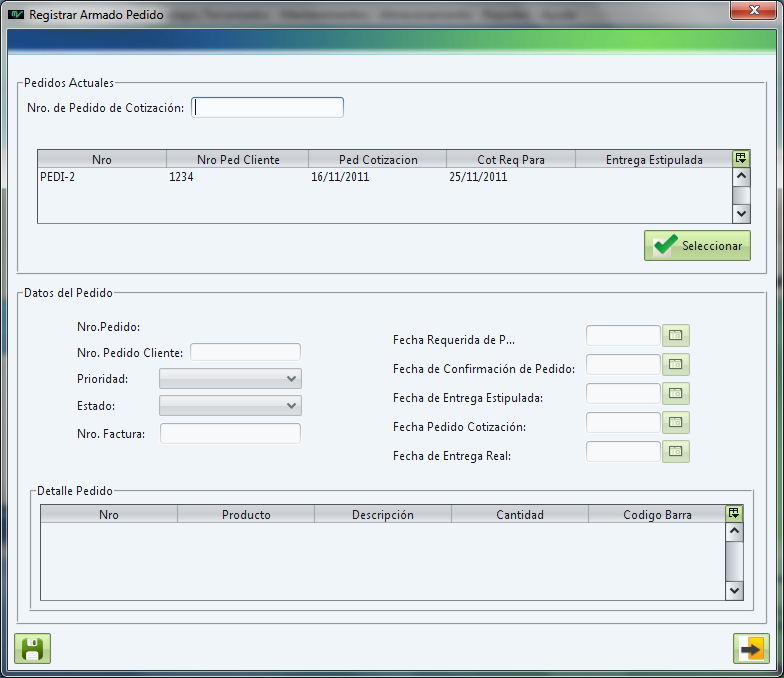 Registrar Armado Pedido
Pedidos Actuales
Nro. de Pedido de Cotización:
Nro Nro Ped Cliente Ped Cotizacion Cot Req Para Entrega Estipulada
PEDI-2 1234 16/11/2011 25/11/2011
Seleccionar
Datos del Pedido
Nro.Pedido:
Nro. Pedido Cliente:
Prioridad:
Estado:
Nro. Factura:
Fecha Requerida de P...
Fecha de Confirmación de Pedido:
Fecha de Entrega Estipulada:
Fecha Pedido Cotización:
Fecha de Entrega Real:
Detalle Pedido
Nro Producto Descripción Cantidad Codigo Barra